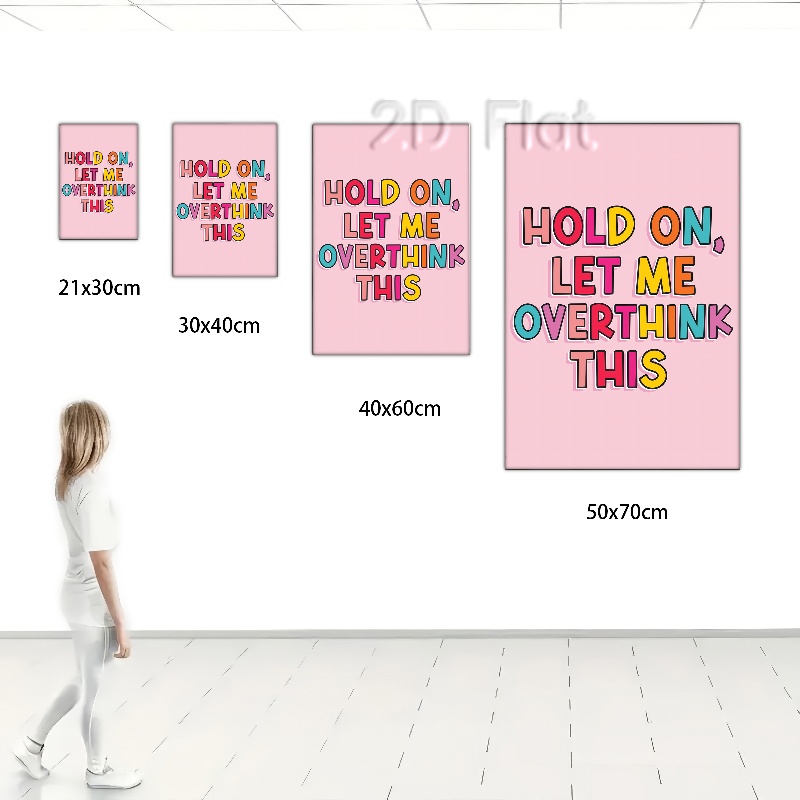 2D Flat
HOLD ON,
LET ME
OVERTHINK
THIS
21x30cm
HOLD ON,
LET ME
OVERTHINK
THIS
30x40cm
HOLD ON,
LET ME
OVERTHINK
THIS
40x60cm
HOLD ON,
LET ME
OVERTHINK
THIS
50x70cm